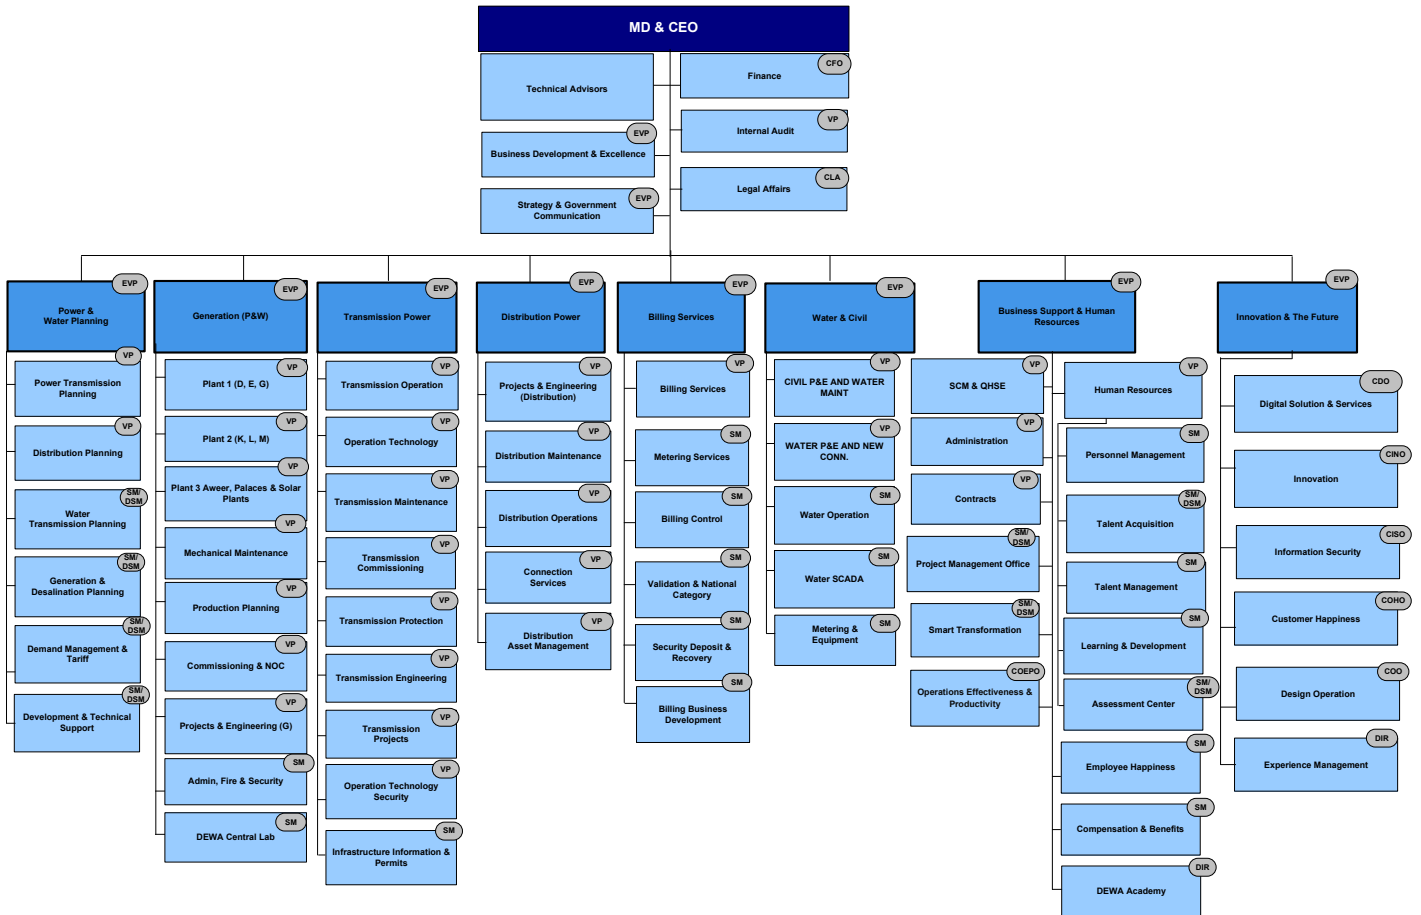 MD & CEO
Technical Advisors
CFO
Finance
EVP
Business Development & Excellence
VP
Internal Audit
EVP
Strategy & Government
Communication
CLA
Legal Affairs
EVP
Power &
Water Planning
VP
Power Transmission
Planning
VP
Distribution Planning
SM/
DSM
Water
Transmission Planning
SM/
DSM
Generation &
Desalination Planning
SM/
DSM
Demand Management &
Tariff
SM/
DSM
Development & Technical
Support
EVP
Generation (P&W)
VP
Plant 1 (D, E, G)
VP
Plant 2 (K, L, M)
VP
Plant 3 Aweer, Palaces & Solar
Plants
VP
Mechanical Maintenance
VP
Production Planning
VP
Commissioning & NOC
VP
Projects & Engineering (G)
SM
Admin, Fire & Security
SM
DEWA Central Lab
EVP
Transmission Power
VP
Transmission Operation
VP
Operation Technology
VP
Transmission Maintenance
VP
Transmission
Commissioning
VP
Transmission Protection
VP
Transmission Engineering
VP
Transmission
Projects
VP
Operation Technology
Security
SM
Infrastructure Information &
Permits
EVP
Distribution Power
VP
Projects & Engineering
(Distribution)
VP
Distribution Maintenance
VP
Distribution Operations
VP
Connection
Services
VP
Distribution
Asset Management
EVP
Billing Services
VP
Billing Services
SM
Metering Services
SM
Billing Control
SM
Validation & National
Category
SM
Security Deposit &
Recovery
SM
Billing Business
Development
EVP
Water & Civil
VP
CIVIL P&E AND WATER
MAINT
VP
WATER P&E AND NEW
CONN.
SM
Water Operation
SM
Water SCADA
SM
Metering &
Equipment
EVP
Business Support & Human
Resources
VP
SCM & QHSE
VP
Administration
VP
Contracts
SM/
DSM
Project Management Office
SM/
DSM
Smart Transformation
COEPO
Operations Effectiveness &
Productivity
VP
Human Resources
SM
Personnel Management
SM/
DSM
Talent Acquisition
SM
Talent Management
SM
Learning & Development
SM/
DSM
Assessment Center
SM
Employee Happiness
SM
Compensation & Benefits
DIR
DEWA Academy
EVP
Innovation & The Future
CDO
Digital Solution & Services
CINO
Innovation
CISO
Information Security
COHO
Customer Happiness
COO
Design Operation
DIR
Experience Management